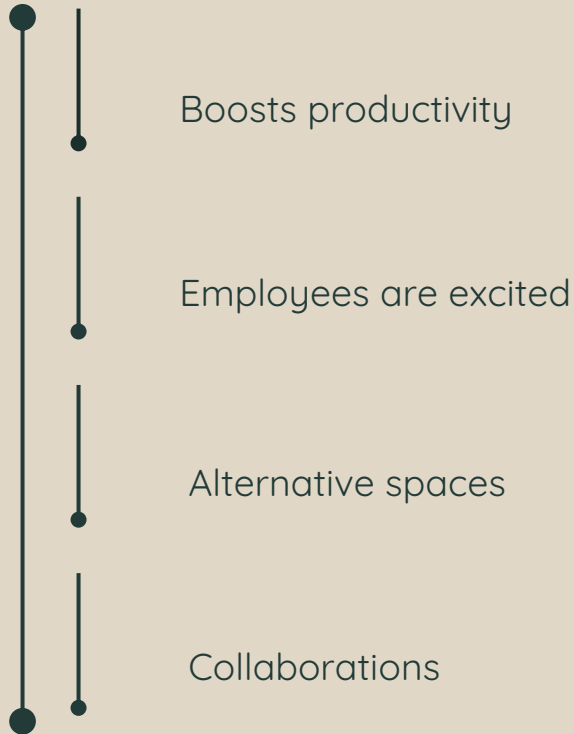 Boosts productivity
Employees are excited
Alternative spaces
Collaborations